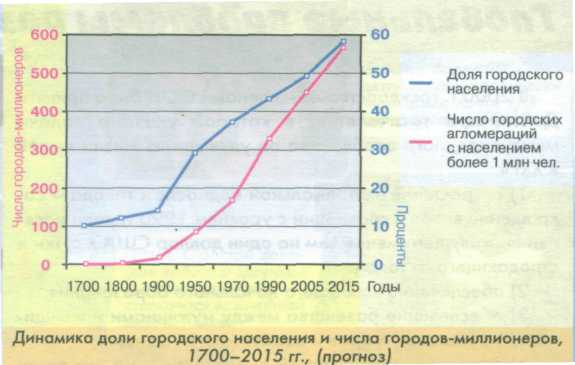 600
500
400
300
200
100
0
Число городов-миллионеров
60
50
40
30
20
10
0
Проценты
1700 1800 1900 1950 1970 1990 2005 2015 Годы
Доля городского
населения
Число городских
агломераций
с населением
более 1 млн чел.
Динамика доли городского населения и числа городов-миллионеров,
1700–2015 гг., (прогноз)